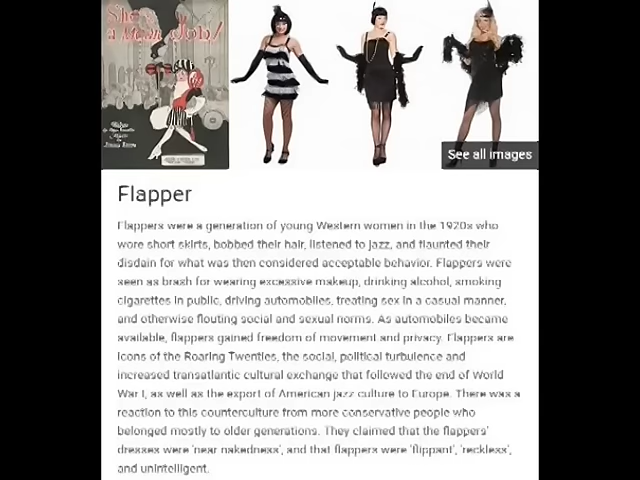 She's
a Mean Job!
See all images
Flapper
Flappers were a generation of young Western women in the 1920s who
wore short skirts, bobbed their hair, listened to jazz, and flaunted their
disdain for what was then considered acceptable behavior. Flappers were
seen as brash for wearing excessive makeup, drinking alcohol, smoking
cigarettes in public, driving automobiles, treating sex in a casual manner,
and otherwise flouting social and sexual norms. As automobiles became
available, flappers gained freedom of movement and privacy. Flappers are
icons of the Roaring Twenties, the social, political turbulence and
increased transatlantic cultural exchange that followed the end of World
War I, as well as the export of American jazz culture to Europe. There was a
reaction to this counterculture from more conservative people who
belonged mostly to older generations. They claimed that the flappers'
dresses were 'near nakedness', and that flappers were 'flippant', 'reckless',
and unintelligent.